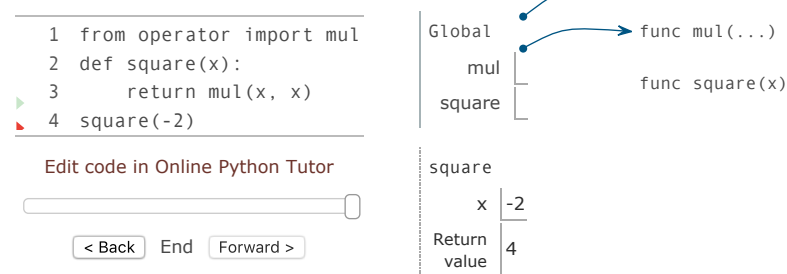 1 from operator import mul
2 def square(x):
3     return mul(x, x)
4 square(-2)
Edit code in Online Python Tutor
< Back End Forward >
Global
mul
square
func mul(...)
func square(x)
square
x -2
Return
value 4